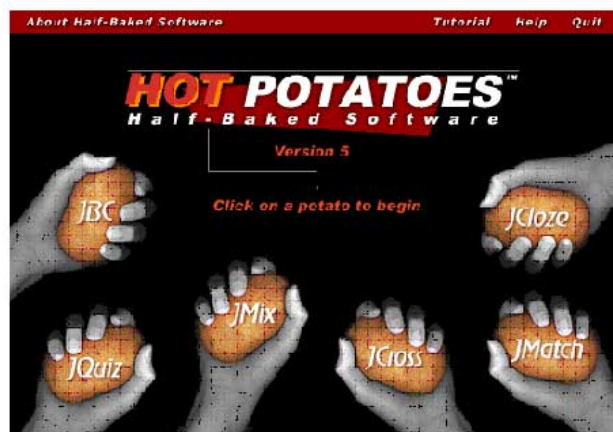 About Half-Baked Software Tutorial Help Quit
HOT POTATOES™
Half-Baked Software
Version 5
Click on a potato to begin
JBC
JCloze
JMix
JQuiz
JCross
JMatch